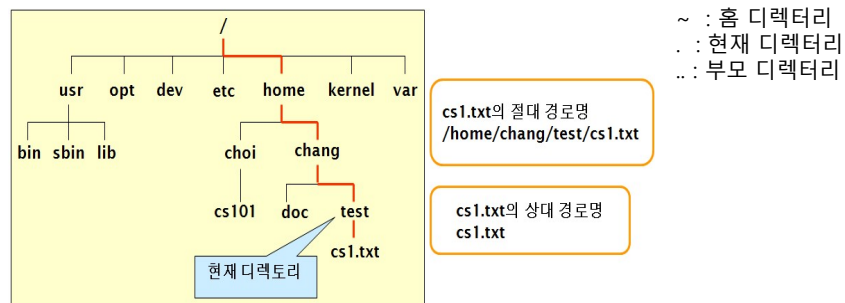 /
usr opt dev etc home kernel var
bin sbin lib choi chang
cs101 doc test
cs1.txt
현재 디렉토리
cs1.txt의 절대 경로명
/home/chang/test/cs1.txt
cs1.txt의 상대 경로명
cs1.txt
~ : 홈 디렉터리
. : 현재 디렉터리
.. : 부모 디렉터리